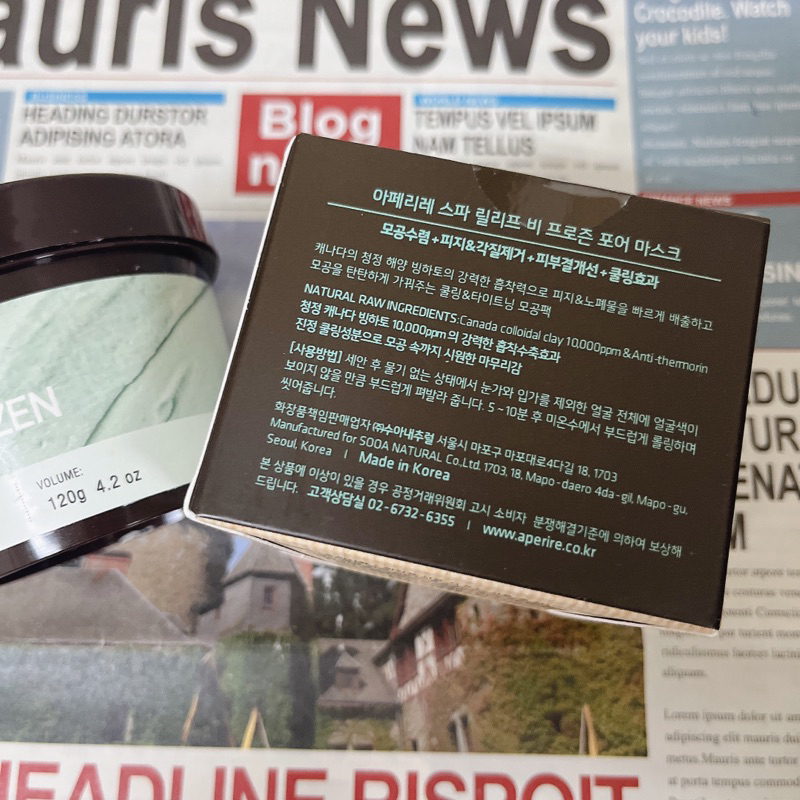 auris News
Crocodile. Watch
your kids!
BUSINESS
HEADING DURSTOR
ADIPISING ATORA
Blog
n
WORLD NEWS
TEMPUS VEL IPSUM
NAM TELLUS
ZEN
VOLUME:
120g 4.2 oz
아페리레 스파 릴리프 비 프로즌 포어 마스크
모공수렴+피지&각질제거+피부결개선+쿨링효과
캐나다의 청정 해양 빙하토의 강력한 흡착력으로 피지&노폐물을 빠르게 배출하고
모공을 탄탄하게 가꿔주는 쿨링&타이트닝 모공팩
NATURAL RAW INGREDIENTS:Canada colloidal clay 10,000ppm&Anti-thermorin
청정 캐나다 빙하토 10,000ppm의 강력한 흡착수축효과
진정 쿨링성분으로 모공 속까지 시원한 마무리감
[사용방법] 세안 후 물기 없는 상태에서 눈가와 입가를 제외한 얼굴 전체에 얼굴색이
보이지 않을 만큼 부드럽게 펴발라 줍니다. 5~10분 후 미온수에서 부드럽게 롤링하며
씻어줍니다.
화장품책임판매업자 ㈜수아내추럴 서울시 마포구 마포대로4다길 18, 1703
Manufactured for SOOA NATURAL Co.Ltd. 1703, 18, Mapo-daero 4da-gil, Mapo-gu,
Seoul, Korea | Made in Korea
본 상품에 이상이 있을 경우 공정거래위원회 고시 소비자 분쟁해결기준에 의하여 보상해
드립니다. 고객상담실 02-6732-6355 | www.aperire.co.kr
HEADLINE RISPOIT
Lorem ipsum dolor ut am
adipiscing elit mauris du
metus.Mauris ante tortor